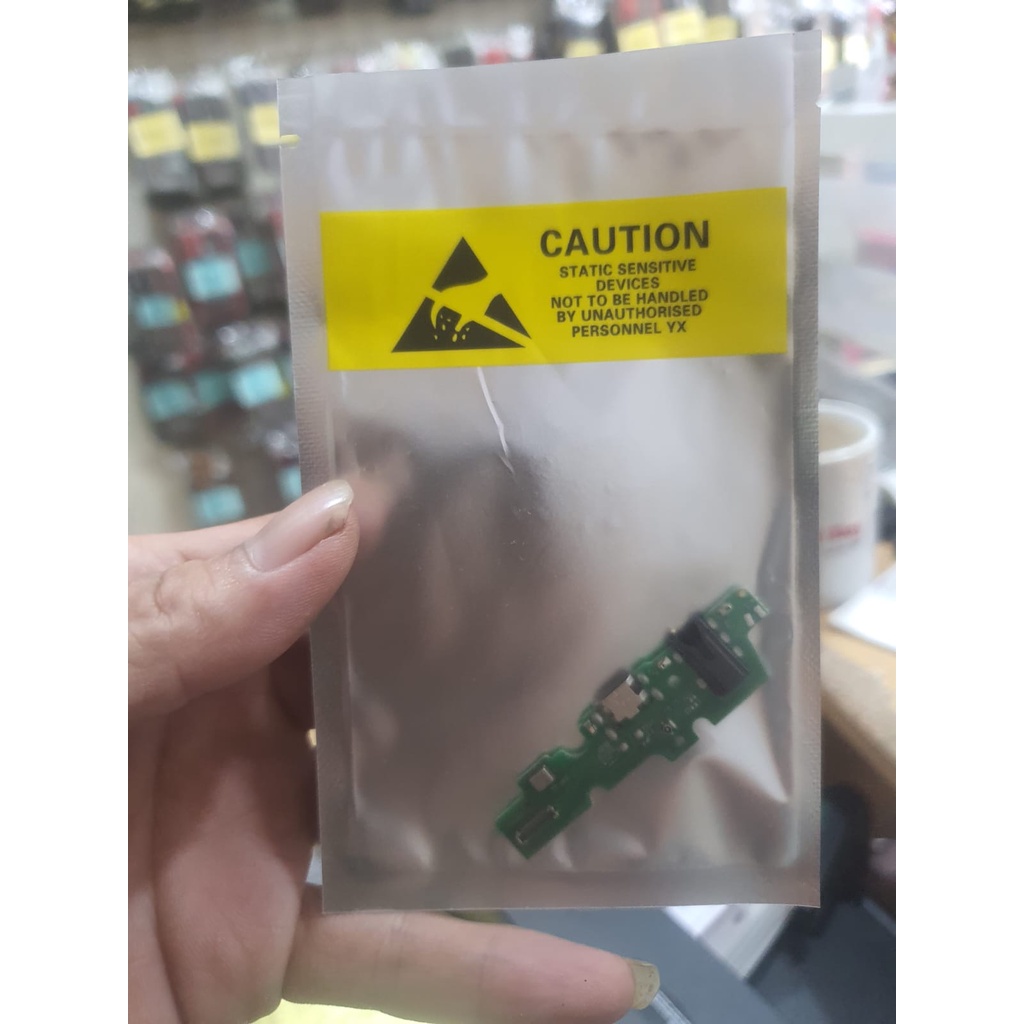 CAUTION
STATIC SENSITIVE
DEVICES
NOT TO BE HANDLED
BY UNAUTHORISED
PERSONNEL YX